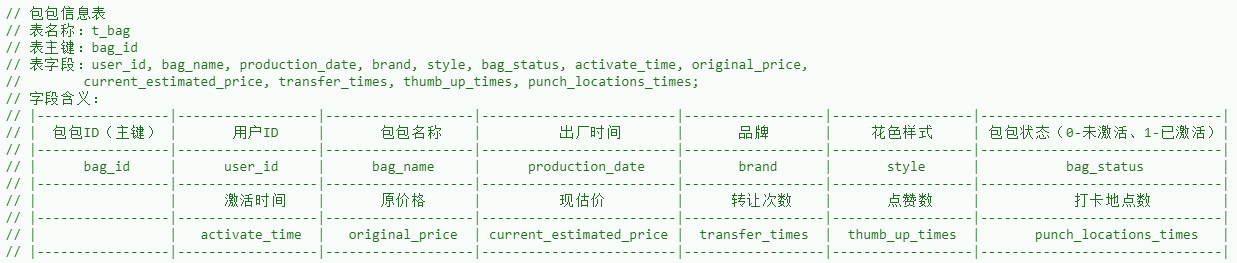 // 包包信息表
// 表名称：t_bag
// 表主键：bag_id
// 表字段：user_id, bag_name, production_date, brand, style, bag_status, activate_time, original_price,
//        current_estimated_price, transfer_times, thumb_up_times, punch_locations_times;
// 字段含义：
// |-----------------|------------------|-------------------|-------------------------|------------------|------------------|-------------------------------|
// | 包包ID（主键） | 用户ID | 包包名称 | 出厂时间 | 品牌 | 花色样式 | 包包状态（0-未激活、1-已激活）|
// |-----------------|------------------|-------------------|-------------------------|------------------|------------------|-------------------------------|
// | bag_id | user_id | bag_name | production_date | brand | style | bag_status |
// |-----------------|------------------|-------------------|-------------------------|------------------|------------------|-------------------------------|
// | | 激活时间 | 原价格 | 现估价 | 转让次数 | 点赞数 | 打卡地点数 |
// |-----------------|------------------|-------------------|-------------------------|------------------|------------------|-------------------------------|
// | | activate_time | original_price | current_estimated_price | transfer_times | thumb_up_times | punch_locations_times |
// |-----------------|------------------|-------------------|-------------------------|------------------|------------------|-------------------------------|